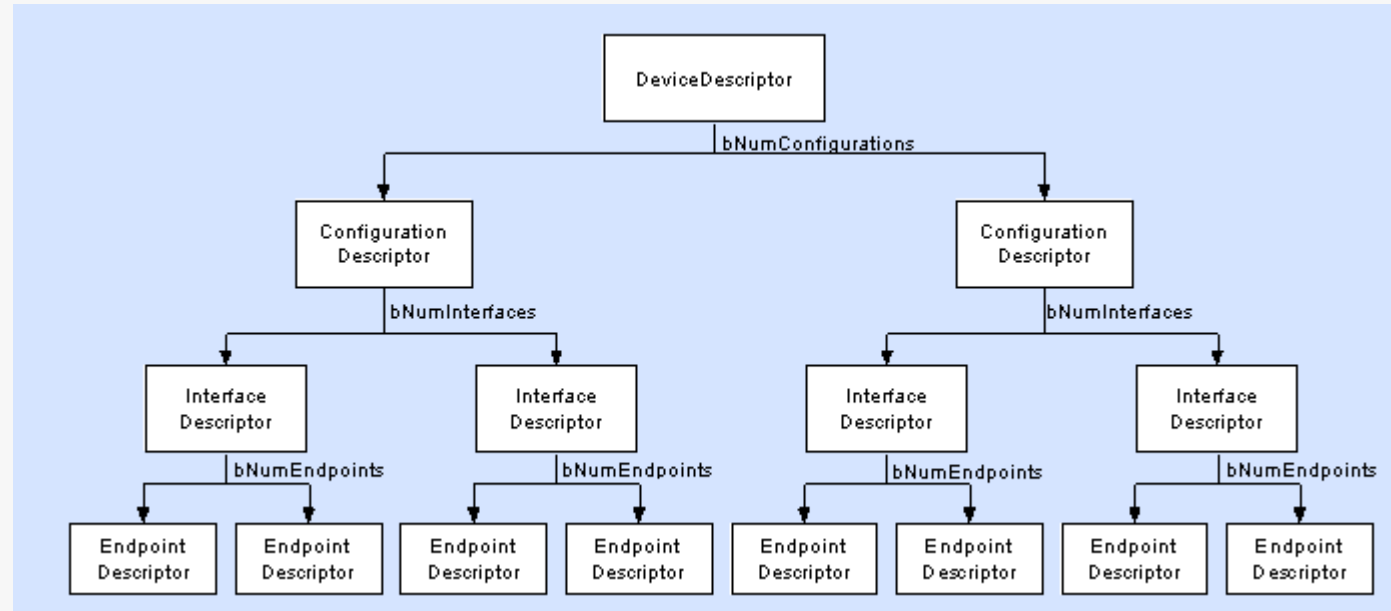 DeviceDescriptor
bNumConfigurations
Configuration
Descriptor
Configuration
Descriptor
bNumInterfaces
bNumInterfaces
Interface
Descriptor
Interface
Descriptor
Interface
Descriptor
Interface
Descriptor
bNumEndpoints
bNumEndpoints
bNumEndpoints
bNumEndpoints
Endpoint
Descriptor
Endpoint
Descriptor
Endpoint
Descriptor
Endpoint
Descriptor
Endpoint
Descriptor
Endpoint
Descriptor
Endpoint
Descriptor
Endpoint
Descriptor